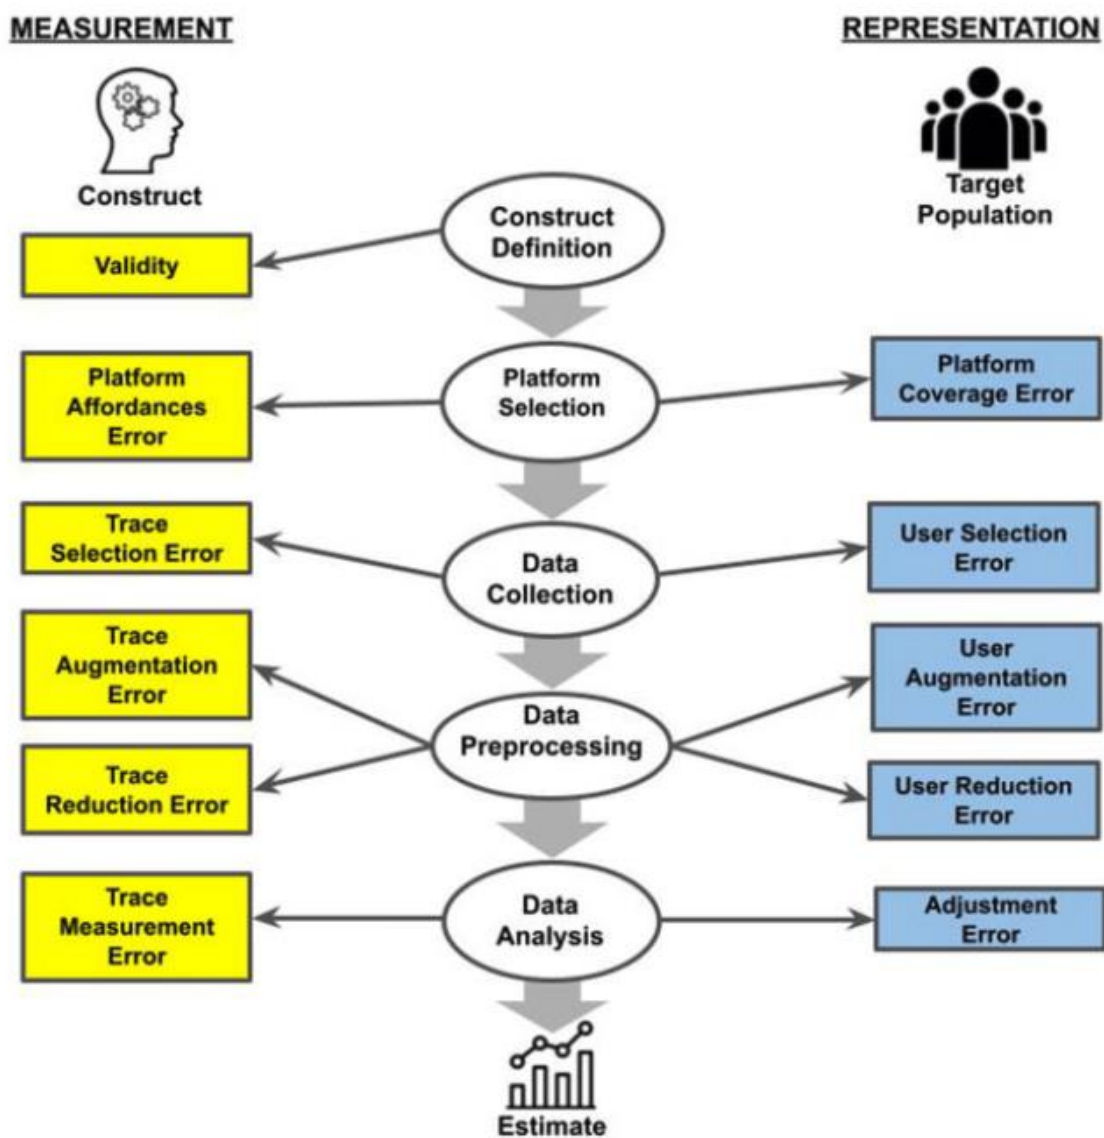 MEASUREMENT
REPRESENTATION
Construct
Target
Population
Construct
Definition
Validity
Platform
Affordances
Error
Platform
Selection
Platform
Coverage Error
Trace
Selection Error
Data
Collection
User Selection
Error
Trace
Augmentation
Error
User
Augmentation
Error
Data
Preprocessing
Trace
Reduction Error
User Reduction
Error
Trace
Measurement
Error
Data
Analysis
Adjustment
Error
Estimate